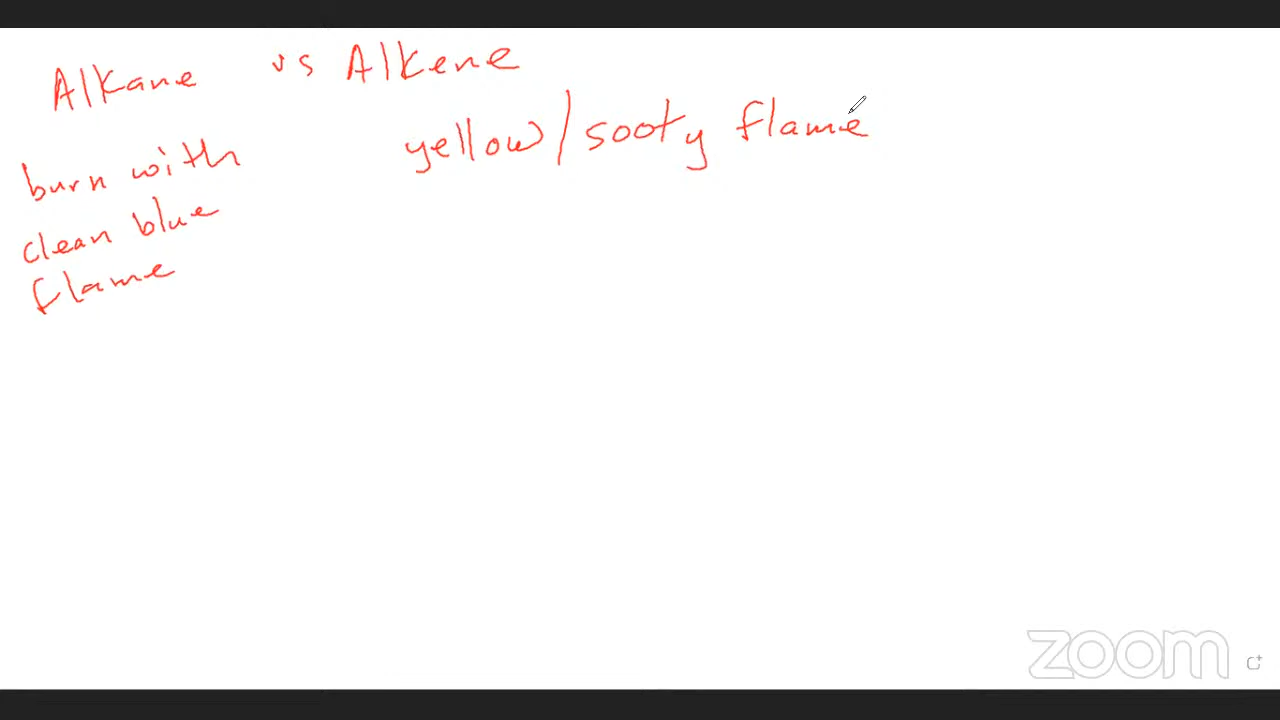 Alkane vs Alkene
burn with
clean blue
flame
yellow/sooty flame
zoom